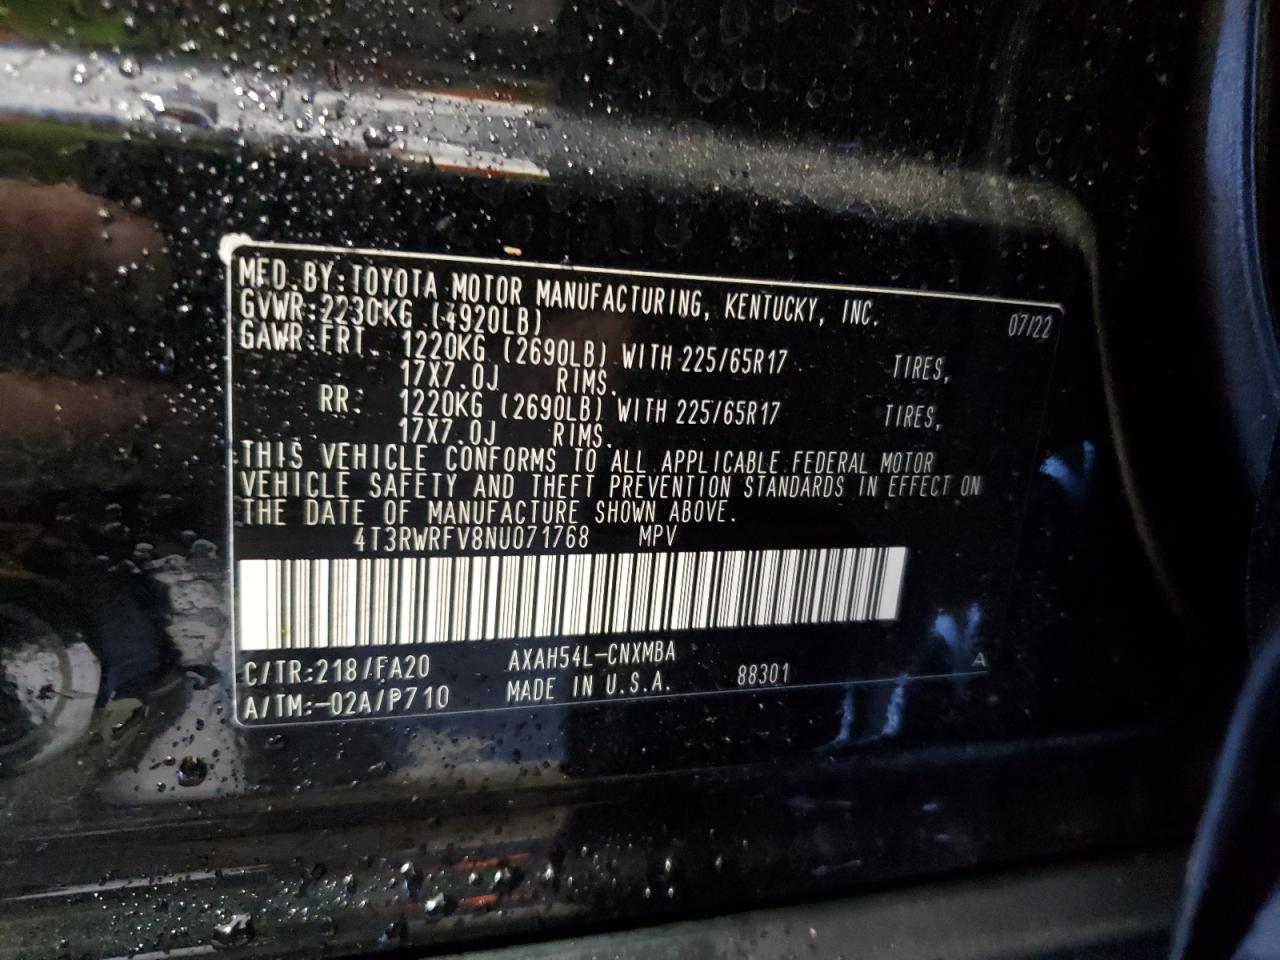 MFD. BY: TOYOTA MOTOR MANUFACTURING, KENTUCKY, INC. 07/22
GVWR: 2230KG (4920LB)
GAWR: FRT. 1220KG (2690LB) WITH 225/65R17 TIRES,
17X7.0J RIMS.
RR: 1220KG (2690LB) WITH 225/65R17 TIRES,
17X7.0J RIMS.
THIS VEHICLE CONFORMS TO ALL APPLICABLE FEDERAL MOTOR
VEHICLE SAFETY AND THEFT PREVENTION STANDARDS IN EFFECT ON
THE DATE OF MANUFACTURE SHOWN ABOVE.
4T3RWRFV8NU071768 MPV
C/TR:218/FA20 AXAH54L-CNXMBA A
A/TM:-02A/P710 MADE IN U.S.A. 88301